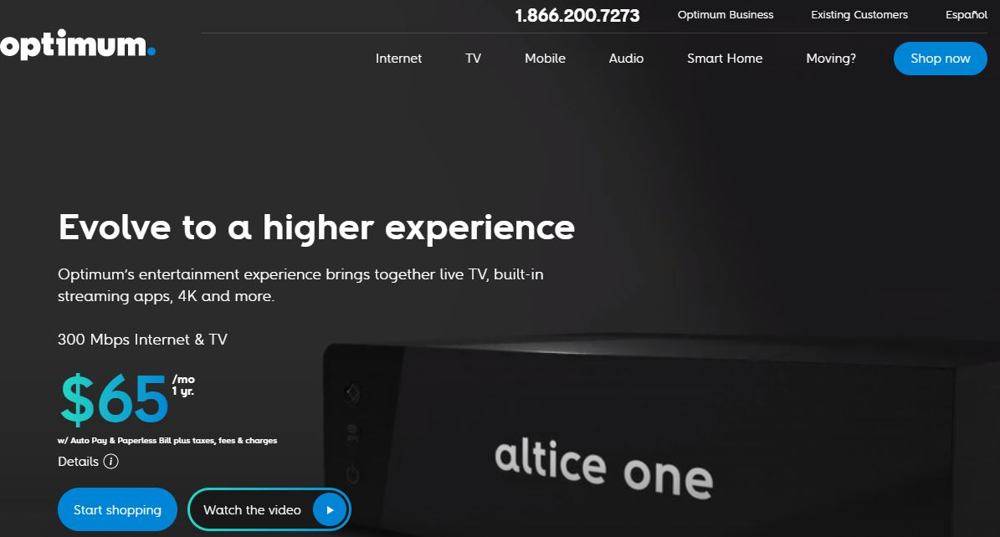 1.866.200.7273
Optimum Business
Existing Customers
Español
optimum.
Internet
TV
Mobile
Audio
Smart Home
Moving?
Shop now
Evolve to a higher experience
Optimum’s entertainment experience brings together live TV, built-in
streaming apps, 4K and more.
300 Mbps Internet & TV
$65
/mo
1 yr.
w/ Auto Pay & Paperless Bill plus taxes, fees & charges
Details i
altice one
Start shopping
Watch the video